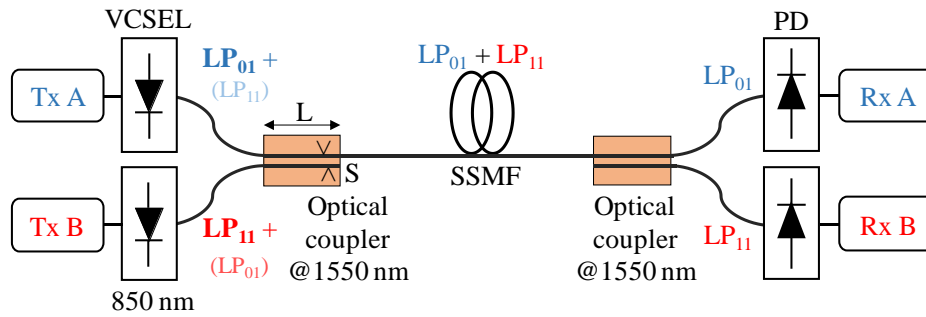 VCSEL
PD
LP01 +
(LP11)
LP01 + LP11
LP01
Tx A
L
Rx A
S
SSMF
Tx B
LP11 +
(LP01)
Optical
coupler
@1550 nm
Optical
coupler
@1550 nm
LP11
Rx B
850 nm